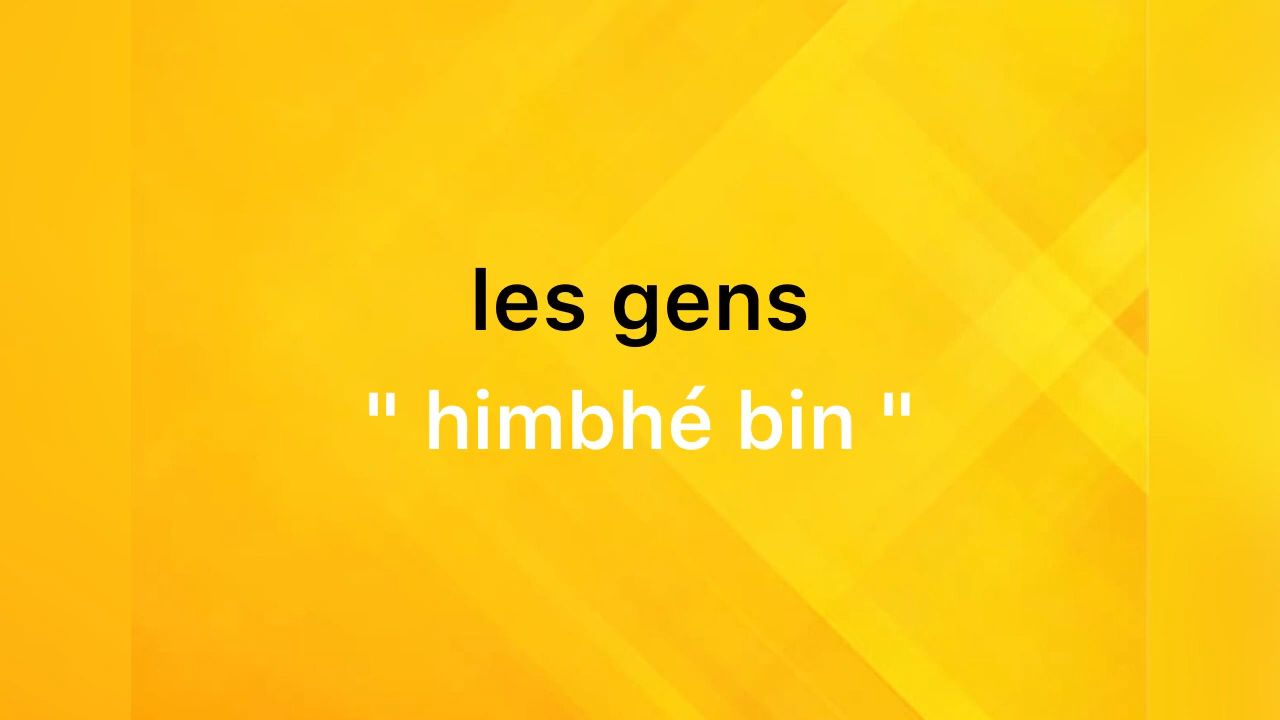 les gens
" himbhé bin "